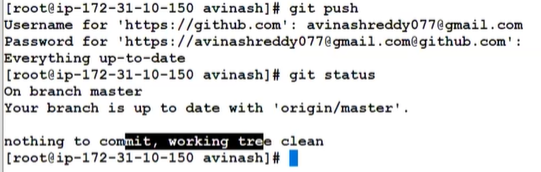 [root@ip-172-31-10-150 avinash]# git push
Username for 'https://github.com': avinashreddy077@gmail.com
Password for 'https://avinashreddy077@gmail.com@github.com':
Everything up-to-date
[root@ip-172-31-10-150 avinash]# git status
On branch master
Your branch is up to date with 'origin/master'.
nothing to commit, working tree clean
[root@ip-172-31-10-150 avinash]#